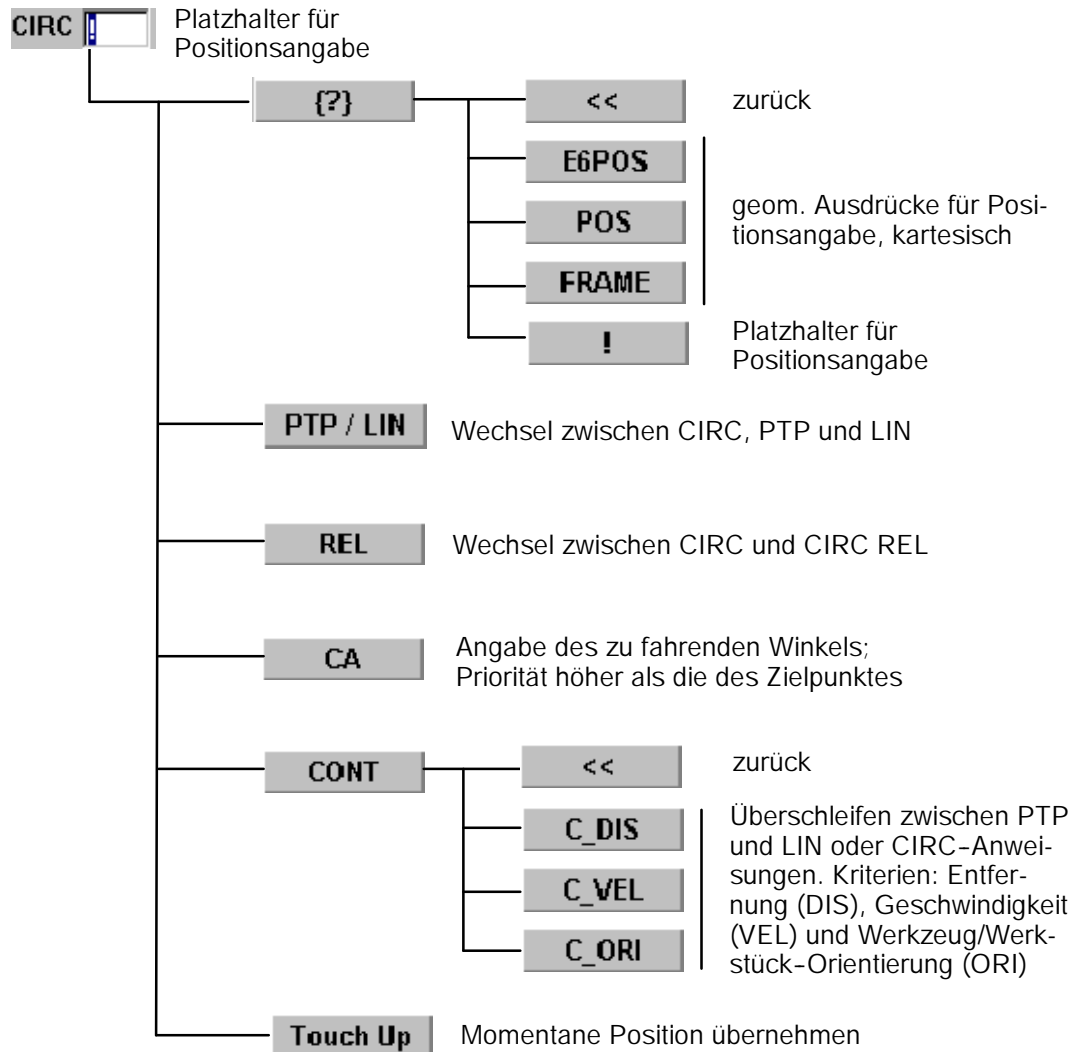 CIRC !
Platzhalter für
Positionsangabe
{?}
<<
zurück
E6POS
POS
FRAME
geom. Ausdrücke für Posi-
tionsangabe, kartesisch
!
Platzhalter für
Positionsangabe
PTP / LIN
Wechsel zwischen CIRC, PTP und LIN
REL
Wechsel zwischen CIRC und CIRC REL
CA
Angabe des zu fahrenden Winkels;
Priorität höher als die des Zielpunktes
CONT
<<
zurück
C_DIS
C_VEL
C_ORI
Überschleifen zwischen PTP
und LIN oder CIRC-Anwei-
sungen. Kriterien: Entfer-
nung (DIS), Geschwindigkeit
(VEL) und Werkzeug/Werk-
stück-Orientierung (ORI)
Touch Up
Momentane Position übernehmen